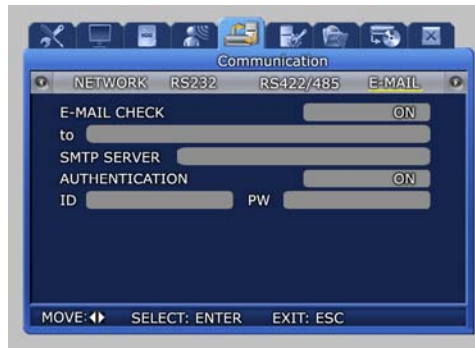 Communication
NETWORK RS232 RS422/485 E-MAIL
E-MAIL CHECK ON
to
SMTP SERVER
AUTHENTICATION ON
ID PW
MOVE: SELECT: ENTER EXIT: ESC